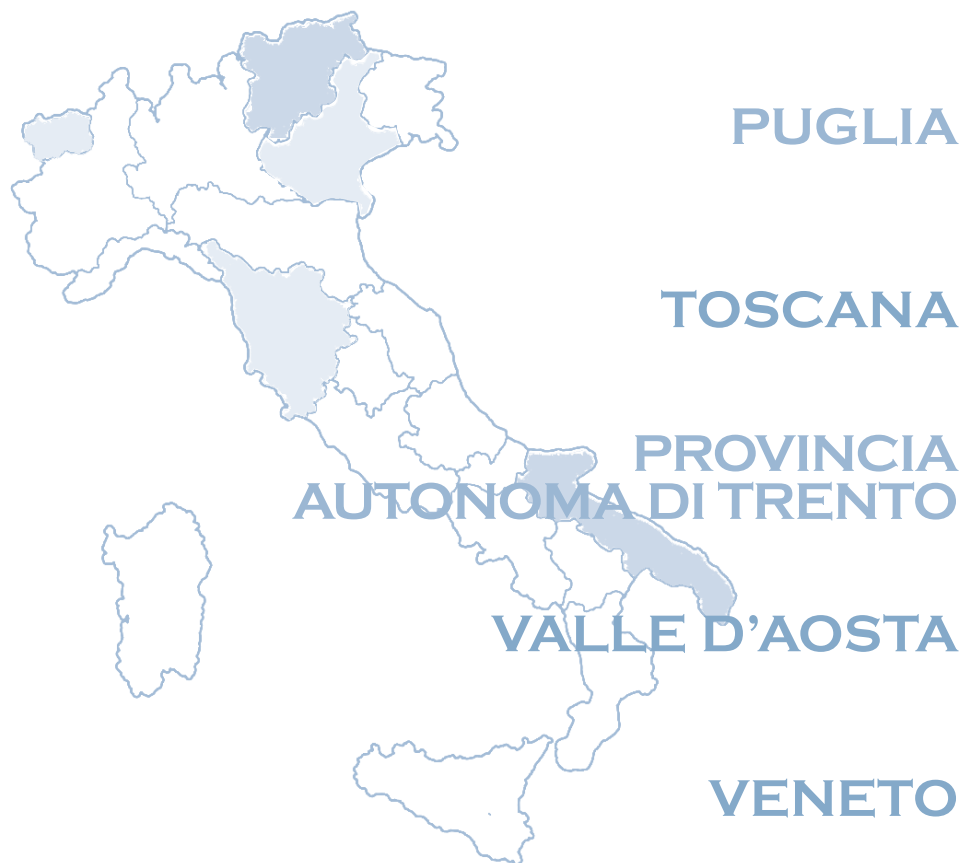 PUGLIA
TOSCANA
PROVINCIA
AUTONOMA DI TRENTO
VALLE D’AOSTA
VENETO